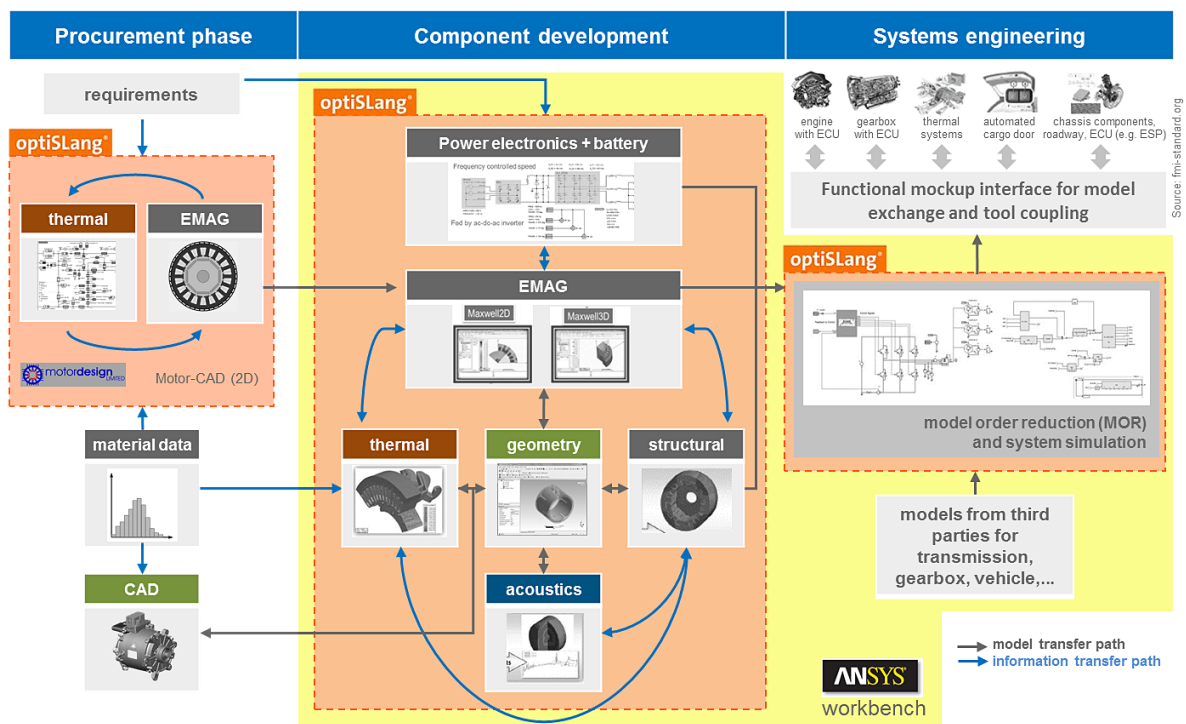 Procurement phase
Component development
Systems engineering
requirements
optiSLang®
thermal
EMAG
motordesign
LIMITED
Motor-CAD (2D)
material data
CAD
optiSLang®
Power electronics + battery
Frequency controlled speed
Fed by ac-dc-ac inverter
EMAG
Maxwell2D
Maxwell3D
thermal
geometry
structural
acoustics
engine
with ECU
gearbox
with ECU
thermal
systems
automated
cargo door
chassis components,
roadway, ECU (e.g. ESP)
Source: fmi-standard.org
Functional mockup interface for model
exchange and tool coupling
optiSLang®
model order reduction (MOR)
and system simulation
models from third
parties for
transmission,
gearbox, vehicle,...
model transfer path
information transfer path
ANSYS®
workbench